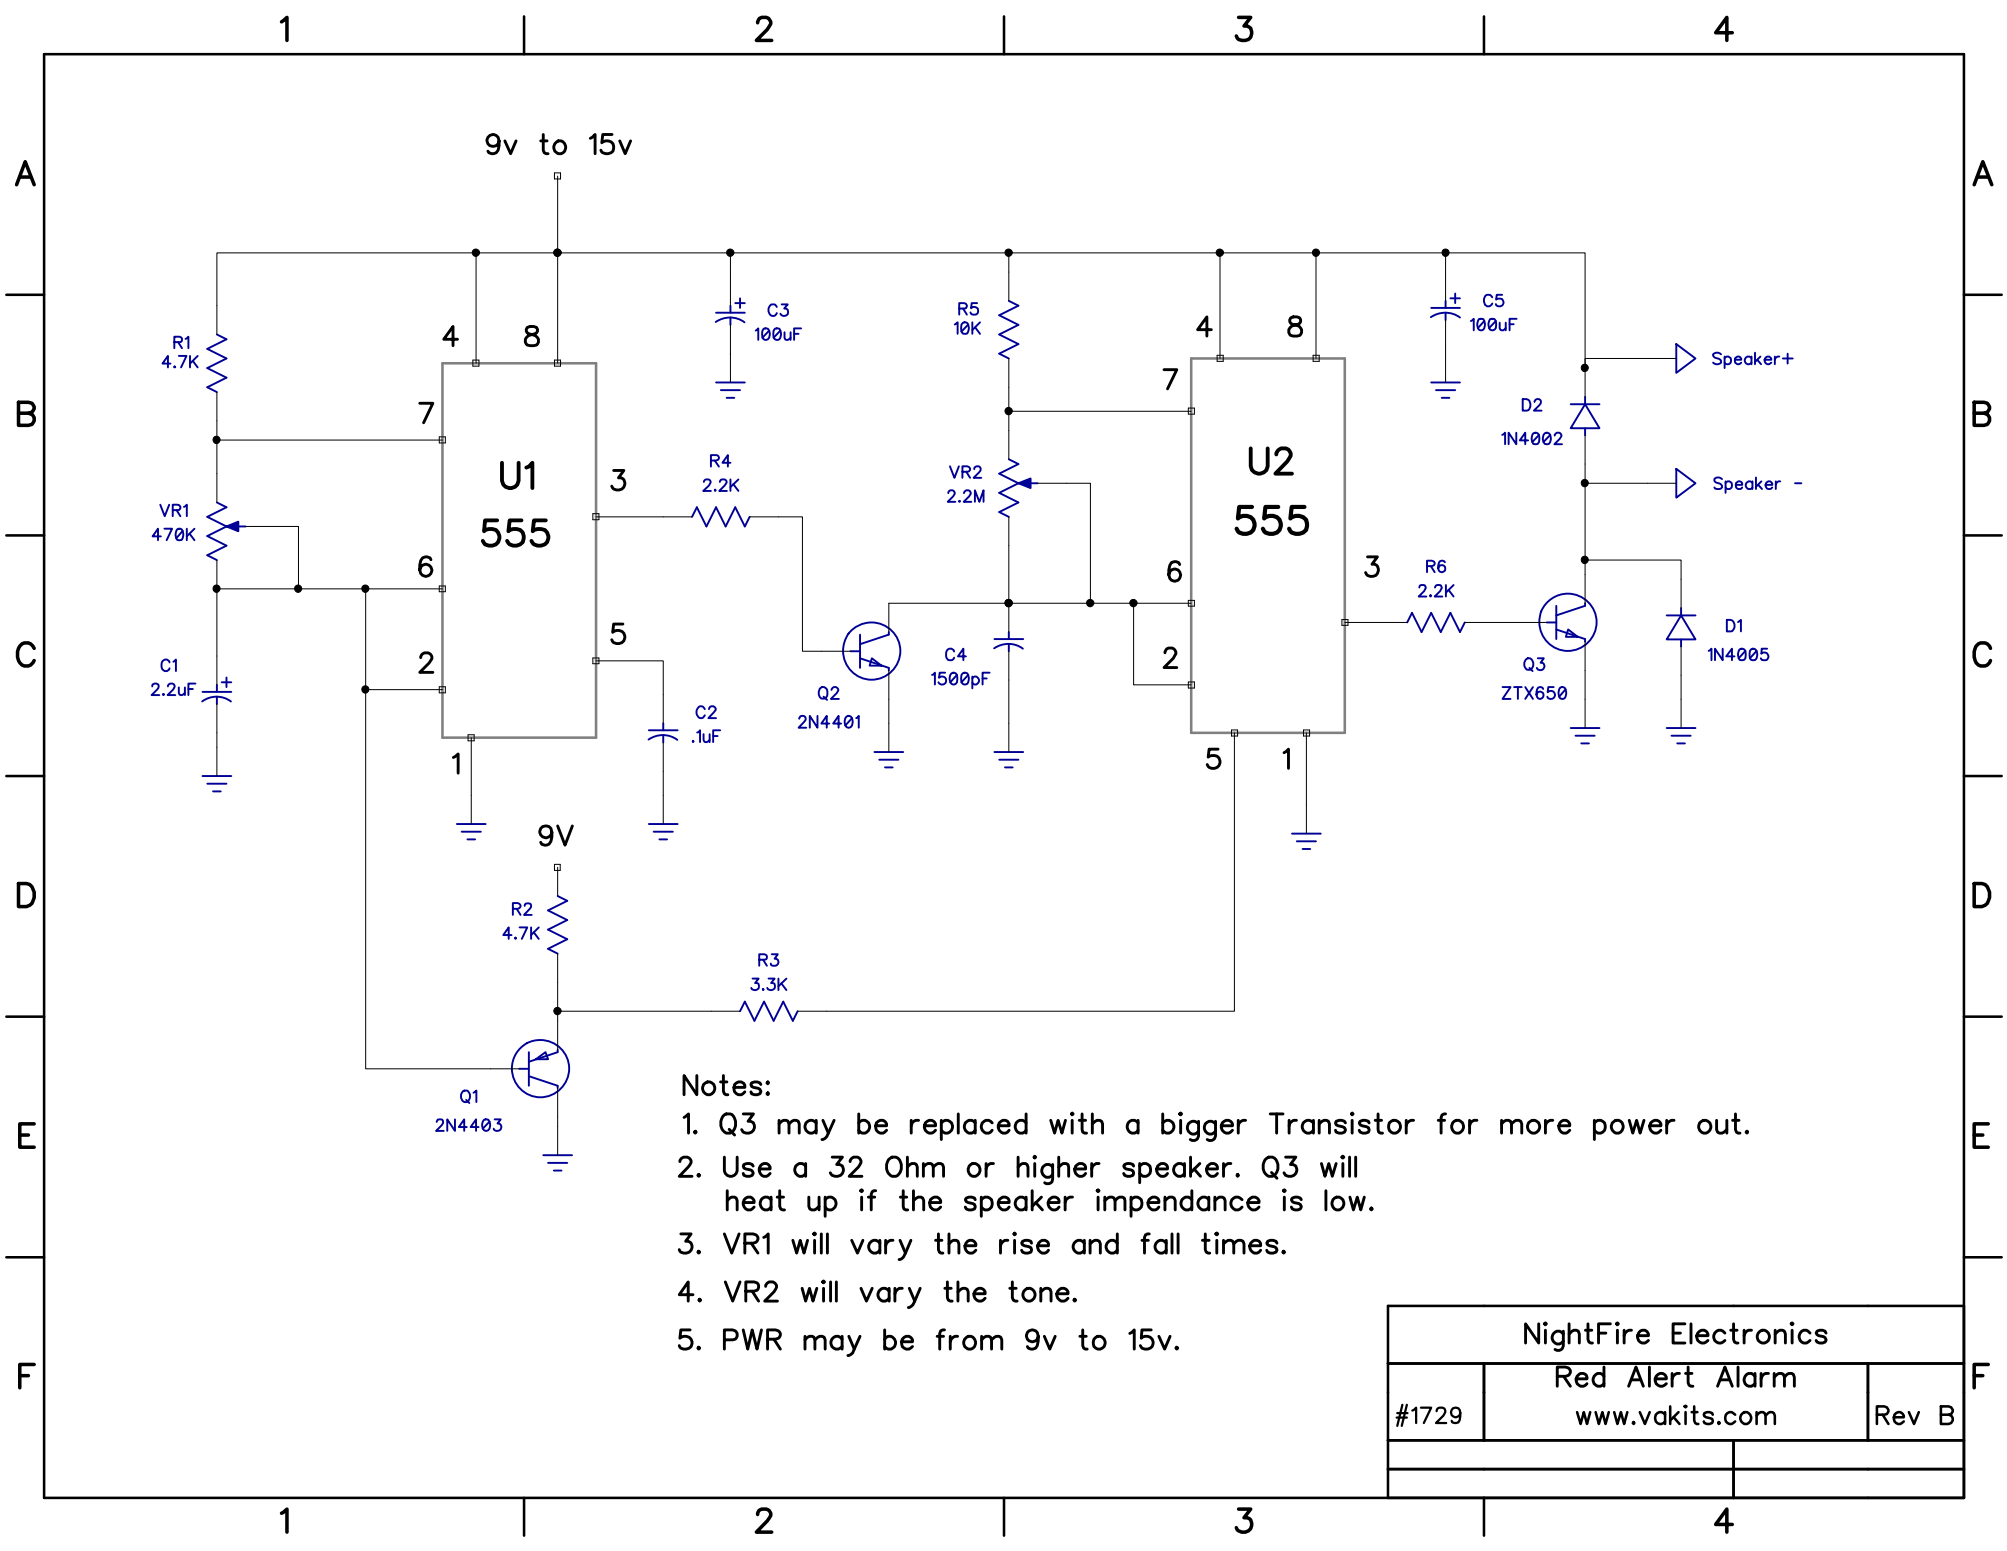 1 2 3 4
A A
9v to 15v
B B
R1
4.7K
4 8
C3
100uF
R5
10K
4 8
C5
100uF
Speaker+
7
7
D2
1N4002
U1
555
3
R4
2.2K
VR2
2.2M
U2
555
Speaker -
VR1
470K
6
6
3
R6
2.2K
C C
C1
2.2uF
2
5
Q2
2N4401
C4
1500pF
2
Q3
ZTX650
D1
1N4005
C2
.1uF
1
5 1
9V
D D
R2
4.7K
R3
3.3K
Q1
2N4403
E E
Notes:
1. Q3 may be replaced with a bigger Transistor for more power out.
2. Use a 32 Ohm or higher speaker. Q3 will
heat up if the speaker impendance is low.
3. VR1 will vary the rise and fall times.
4. VR2 will vary the tone.
5. PWR may be from 9v to 15v.
F F
NightFire Electronics
Red Alert Alarm
#1729 www.vakits.com Rev B
1 2 3 4